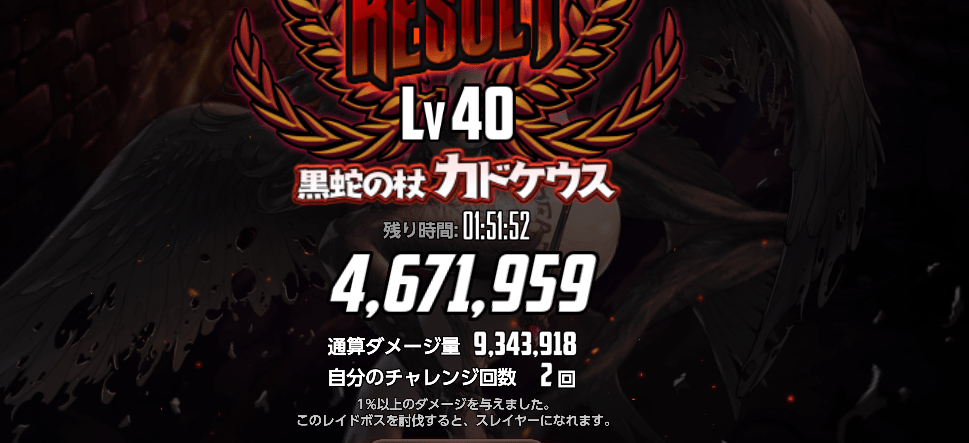 RESULT
Lv 40
黒蛇の杖 カドケウス
残り時間: 01:51:52
4,671,959
通算ダメージ量 9,343,918
自分のチャレンジ回数 2 回
1%以上のダメージを与えました。
このレイドボスを討伐すると、スレイヤーになれます。